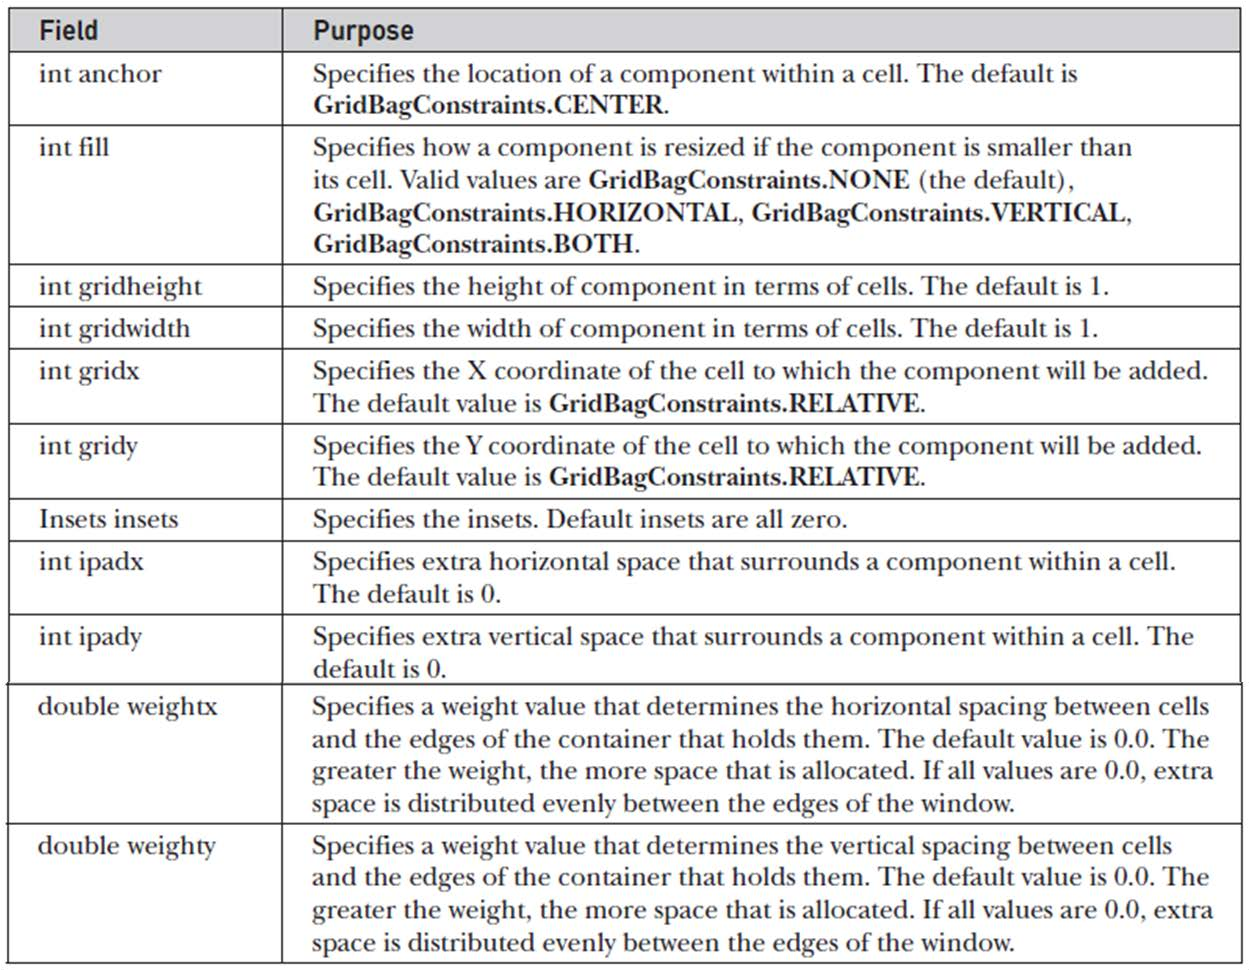 Field Purpose
int anchor Specifies the location of a component within a cell. The default is
GridBagConstraints.CENTER.
int fill Specifies how a component is resized if the component is smaller than
its cell. Valid values are GridBagConstraints.NONE (the default),
GridBagConstraints.HORIZONTAL, GridBagConstraints.VERTICAL,
GridBagConstraints.BOTH.
int gridheight Specifies the height of component in terms of cells. The default is 1.
int gridwidth Specifies the width of component in terms of cells. The default is 1.
int gridx Specifies the X coordinate of the cell to which the component will be added.
The default value is GridBagConstraints.RELATIVE.
int gridy Specifies the Y coordinate of the cell to which the component will be added.
The default value is GridBagConstraints.RELATIVE.
Insets insets Specifies the insets. Default insets are all zero.
int ipadx Specifies extra horizontal space that surrounds a component within a cell.
The default is 0.
int ipady Specifies extra vertical space that surrounds a component within a cell. The
default is 0.
double weightx Specifies a weight value that determines the horizontal spacing between cells
and the edges of the container that holds them. The default value is 0.0. The
greater the weight, the more space that is allocated. If all values are 0.0, extra
space is distributed evenly between the edges of the window.
double weighty Specifies a weight value that determines the vertical spacing between cells
and the edges of the container that holds them. The default value is 0.0. The
greater the weight, the more space that is allocated. If all values are 0.0, extra
space is distributed evenly between the edges of the window.